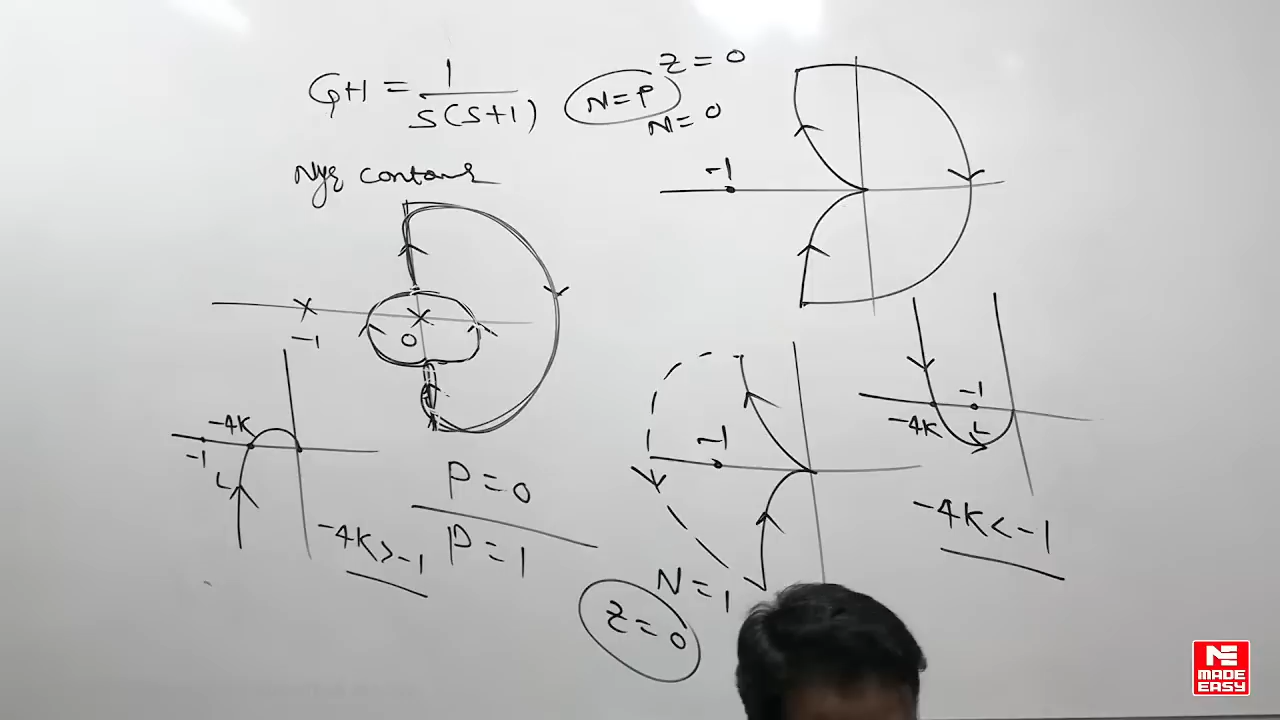 GH = 1 / S(S+1)
N = P
Z = 0
N = 0
Nyq contour
-1
0
-1
-4K
-1
L
-4K > -1
P = 0
P = 1
-1
N = 1
Z = 0
-1
-4K
L
-4K < -1
NE
MADE
EASY